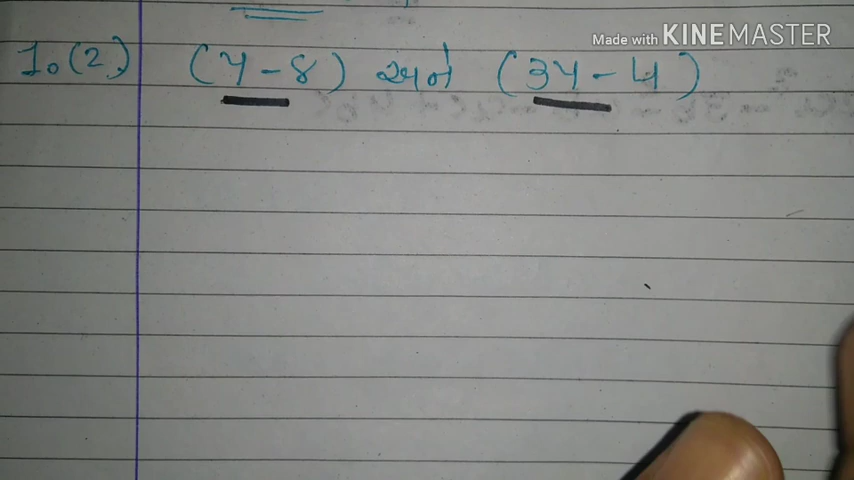 Made with KINEMASTER
1. (2) (y - 8) અને (3y - 4)